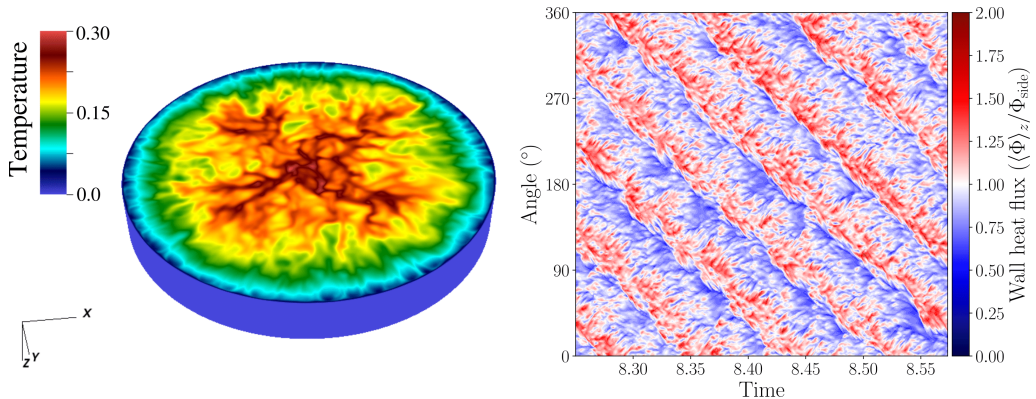 Temperature
0.30
0.15
0.0
X
Y
Z
Angle (°)
360
270
180
90
0
8.30 8.35 8.40 8.45 8.50 8.55
Time
2.00
1.75
1.50
1.25
1.00
0.75
0.50
0.25
0.00
Wall heat flux (⟨Φ⟩z/Φside)